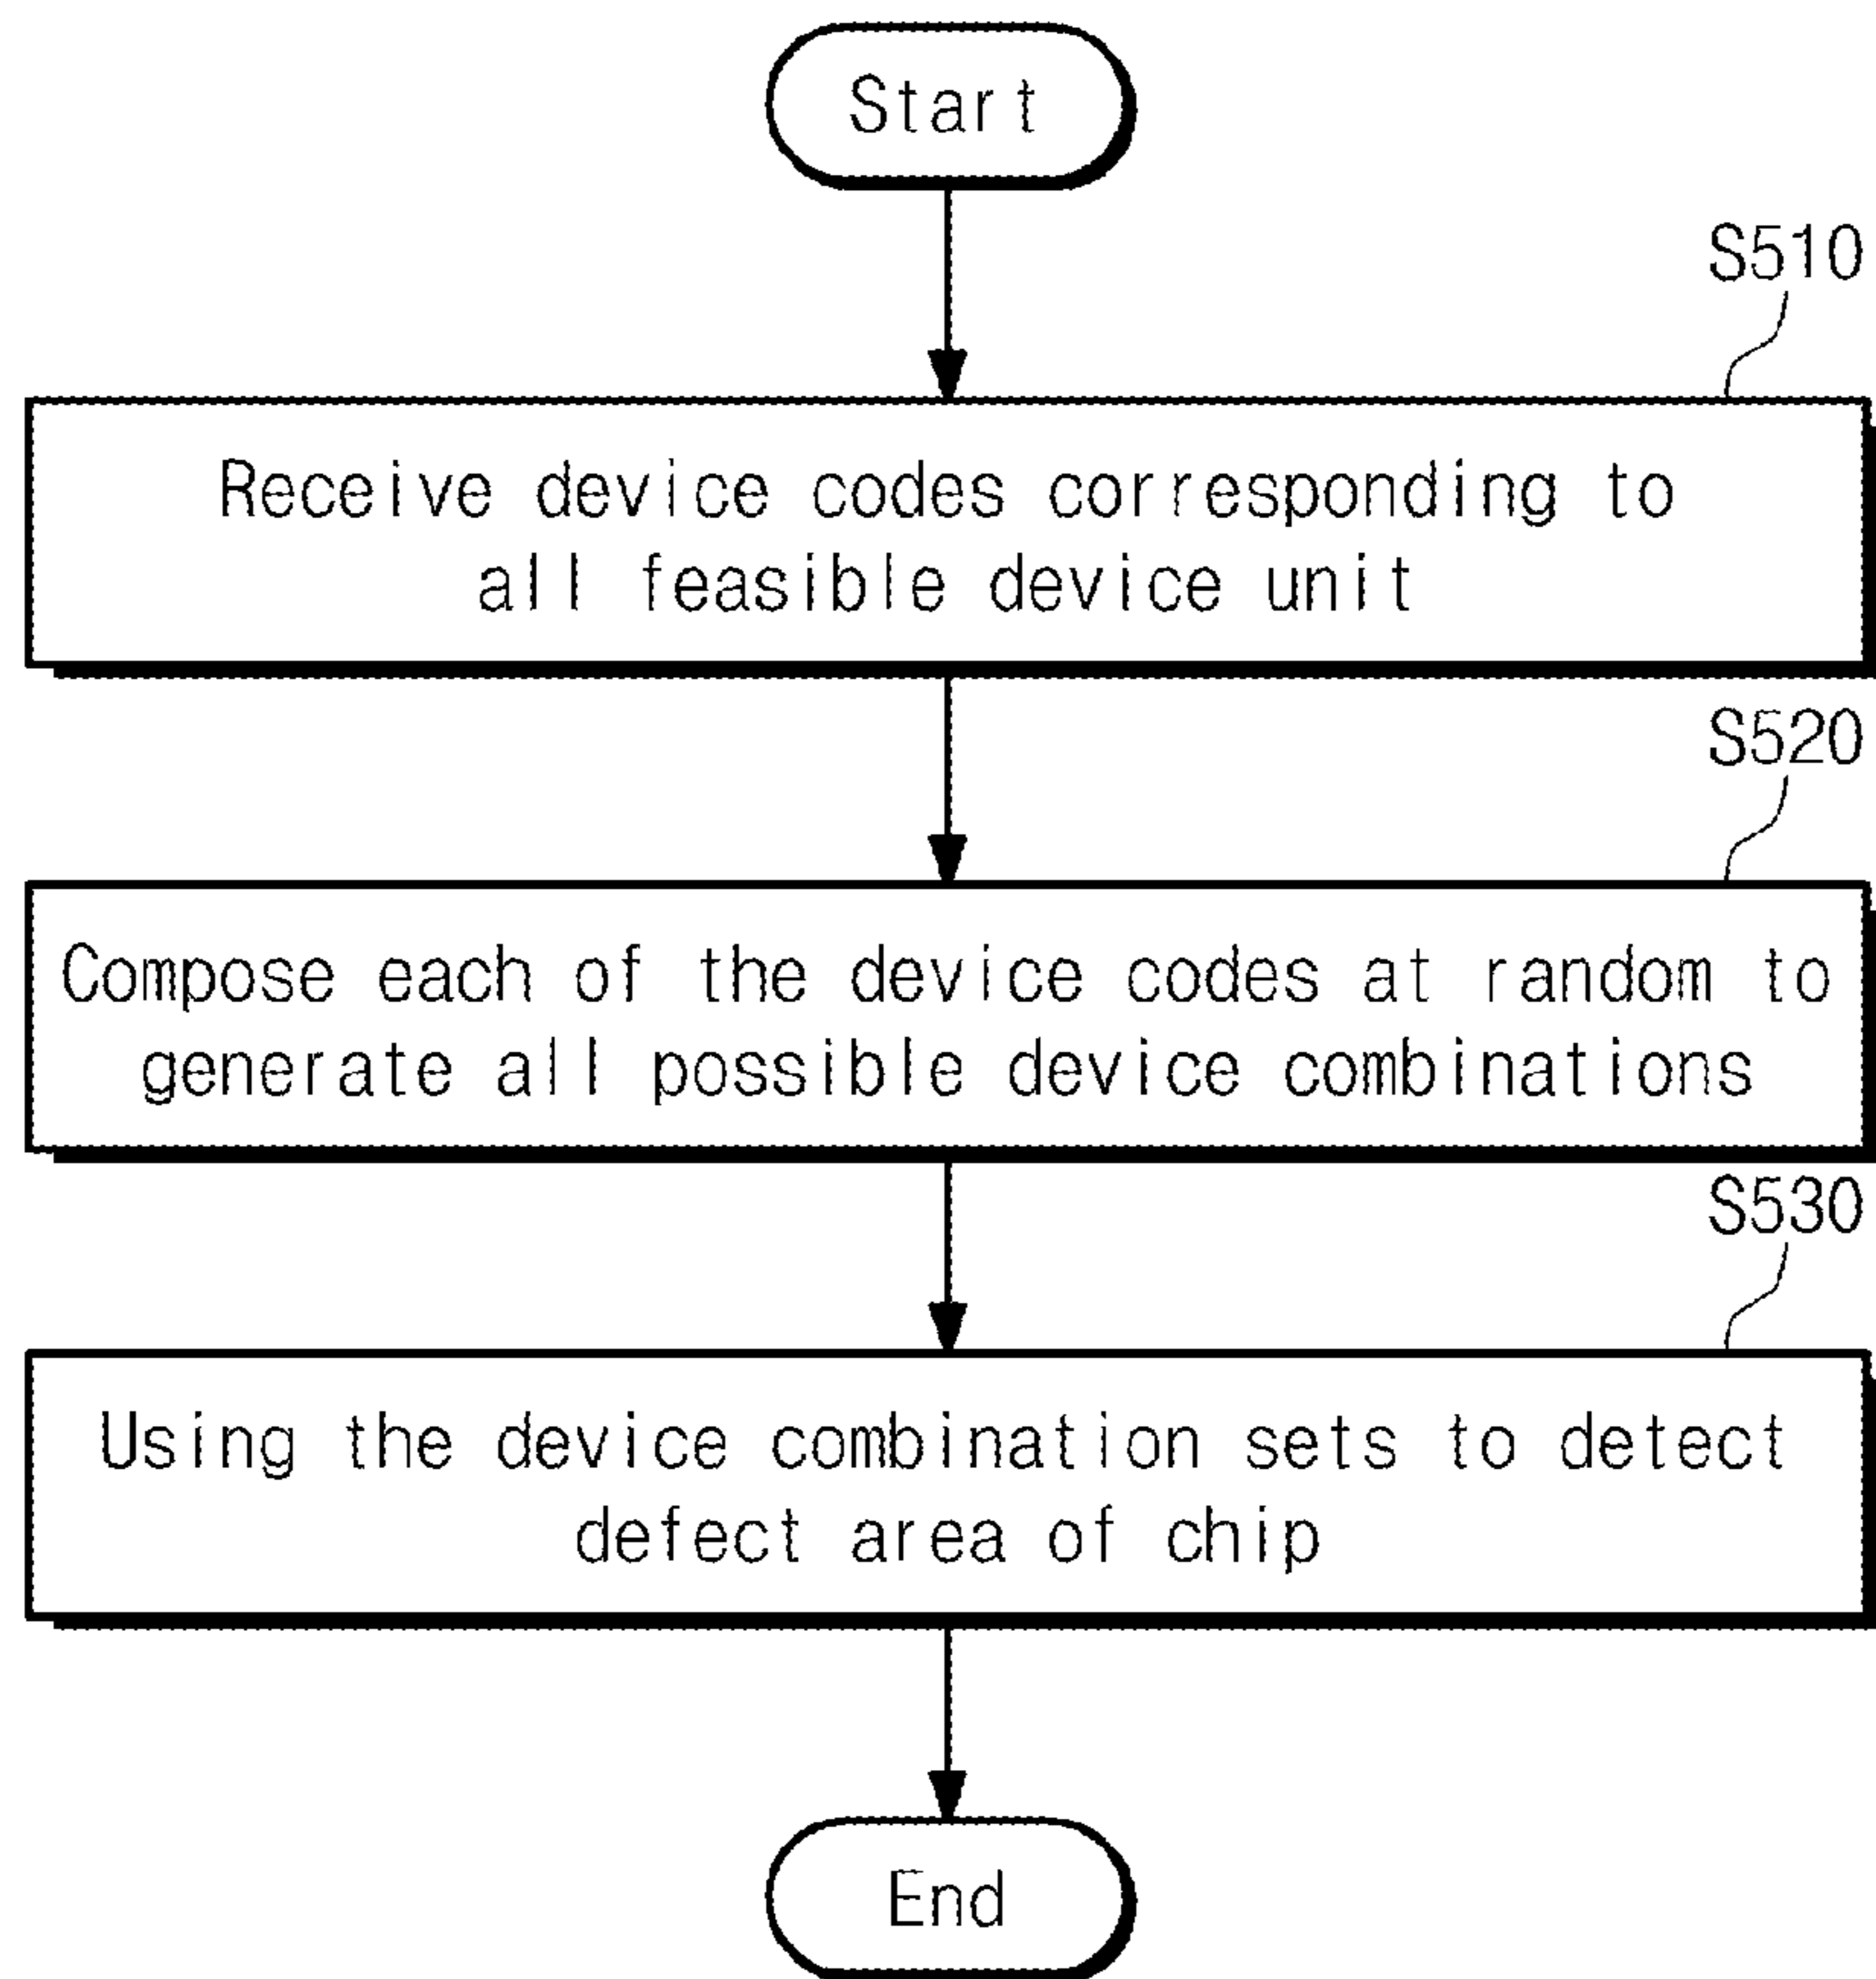 Start
S510
Receive device codes corresponding to
all feasible device unit
S520
Compose each of the device codes at random to
generate all possible device combinations
S530
Using the device combination sets to detect
defect area of chip
End